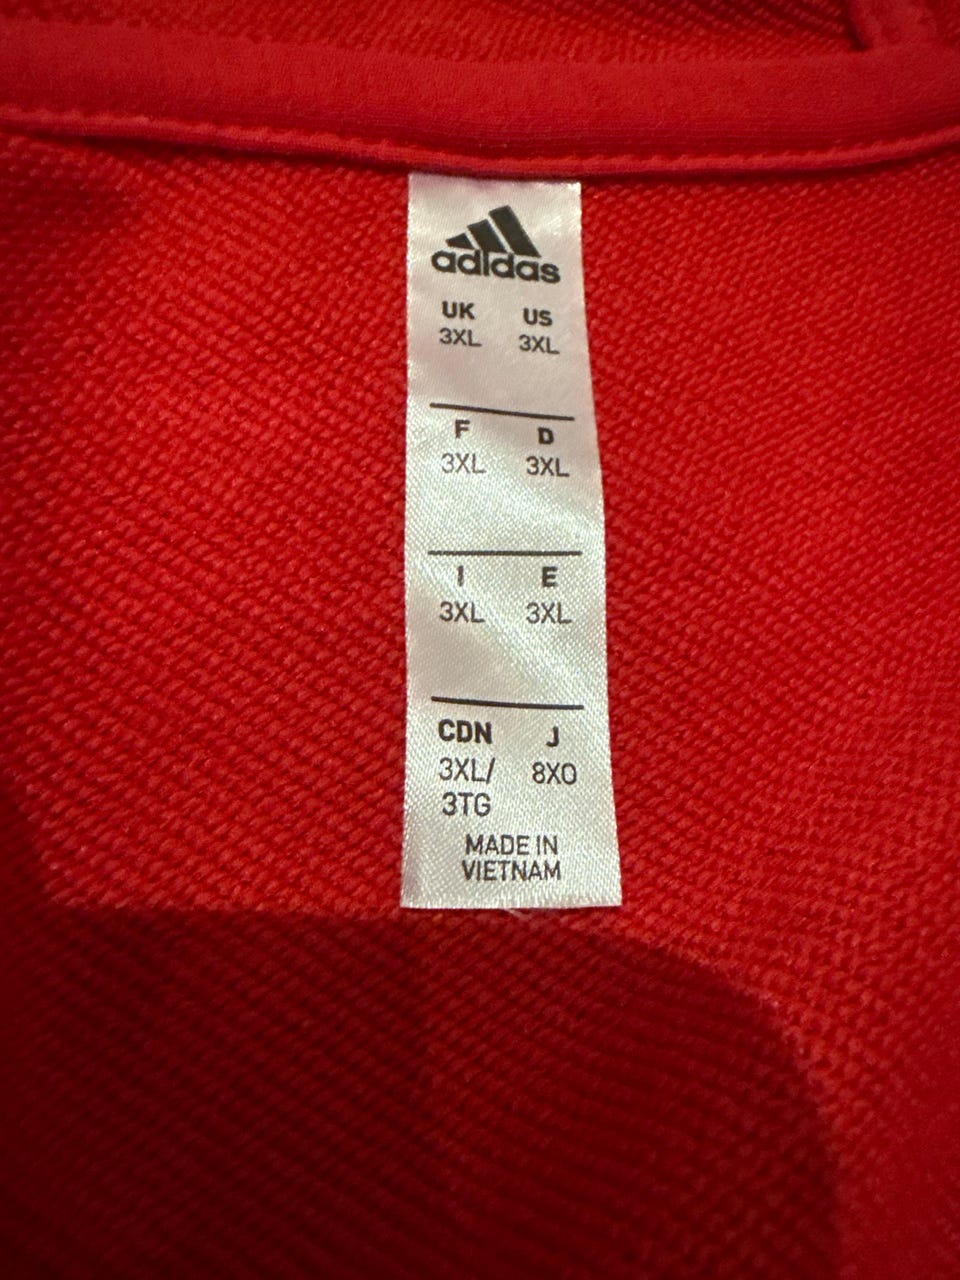 adidas
UK US
3XL 3XL
F D
3XL 3XL
I E
3XL 3XL
CDN J
3XL/ 8XO
3TG
MADE IN
VIETNAM